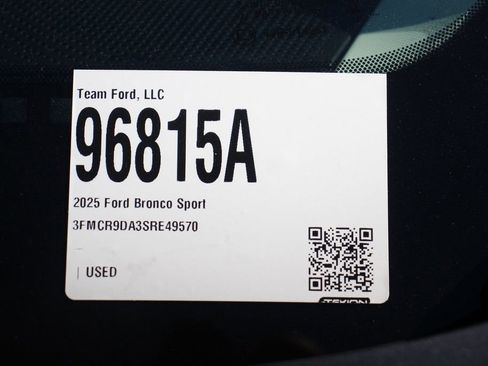 Team Ford, LLC
96815A
2025 Ford Bronco Sport
3FMCR9DA3SRE49570
| USED
TEKION